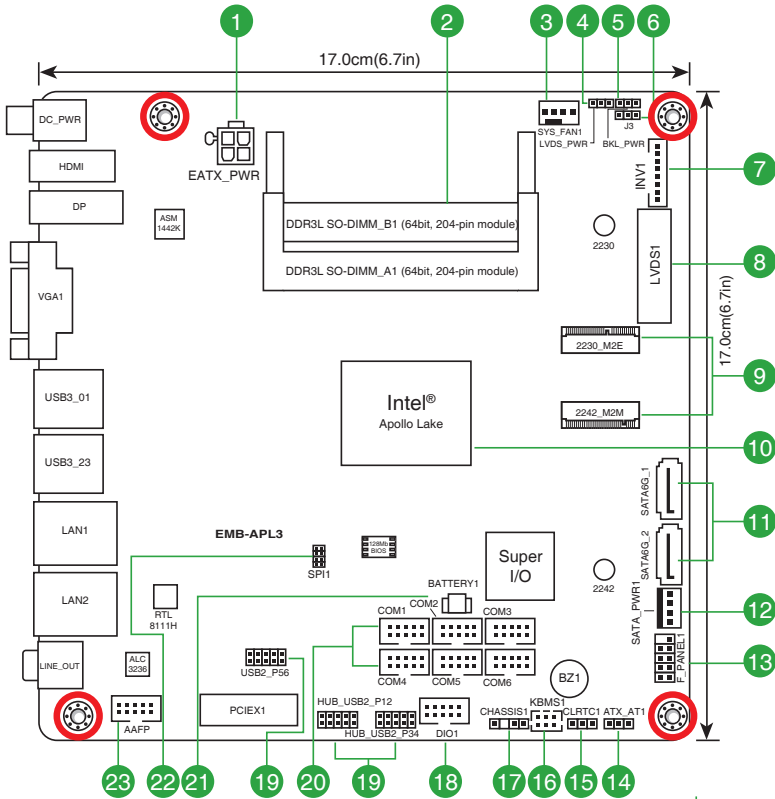 1
2
3
4
5
6
17.0cm(6.7in)
DC_PWR
SYS_FAN1
J3
LVDS_PWR
BKL_PWR
EATX_PWR
HDMI
INV1
7
DP
ASM
1442K
DDR3L SO-DIMM_B1 (64bit, 204-pin module)
2230
LVDS1
8
DDR3L SO-DIMM_A1 (64bit, 204-pin module)
VGA1
17.0cm(6.7in)
2230_M2E
9
USB3_01
Intel®
Apollo Lake
2242_M2M
10
USB3_23
SATA6G_1
11
LAN1
EMB-APL3
128Mb
BIOS
SPI1
Super
I/O
SATA6G_2
BATTERY1
2242
LAN2
RTL
8111H
COM1
COM2
COM3
SATA_PWR1
12
LINE_OUT
ALC
3236
USB2_P56
COM4
COM5
COM6
BZ1
F_PANEL1
13
AAFP
PCIEX1
HUB_USB2_P12
HUB_USB2_P34
DIO1
CHASSIS1
KBMS1
CLRTC1
ATX_AT1
23
22
21
19
20
19
18
17
16
15
14